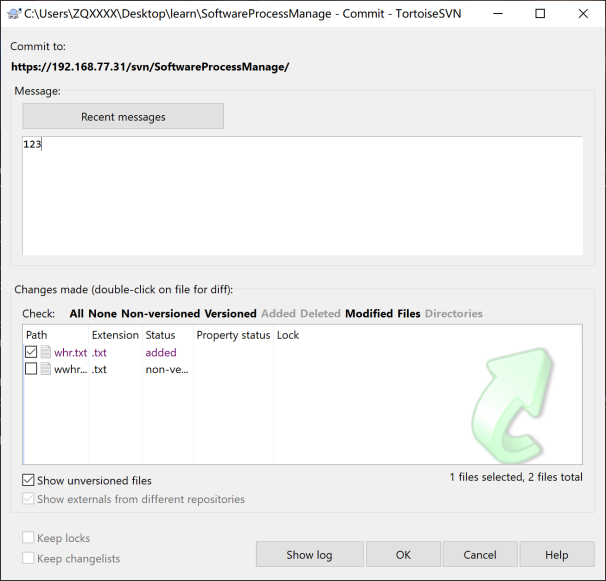 C:\Users\ZQXXXX\Desktop\learn\SoftwareProcessManage - Commit - TortoiseSVN
Commit to:
https://192.168.77.31/svn/SoftwareProcessManage/
Message:
Recent messages
123
Changes made (double-click on file for diff):
Check: All None Non-versioned Versioned Added Deleted Modified Files Directories
Path Extension Status Property status Lock
whr.txt .txt added
wwhr... .txt non-ve...
Show unversioned files
1 files selected, 2 files total
Show externals from different repositories
Keep locks
Keep changelists
Show log OK Cancel Help